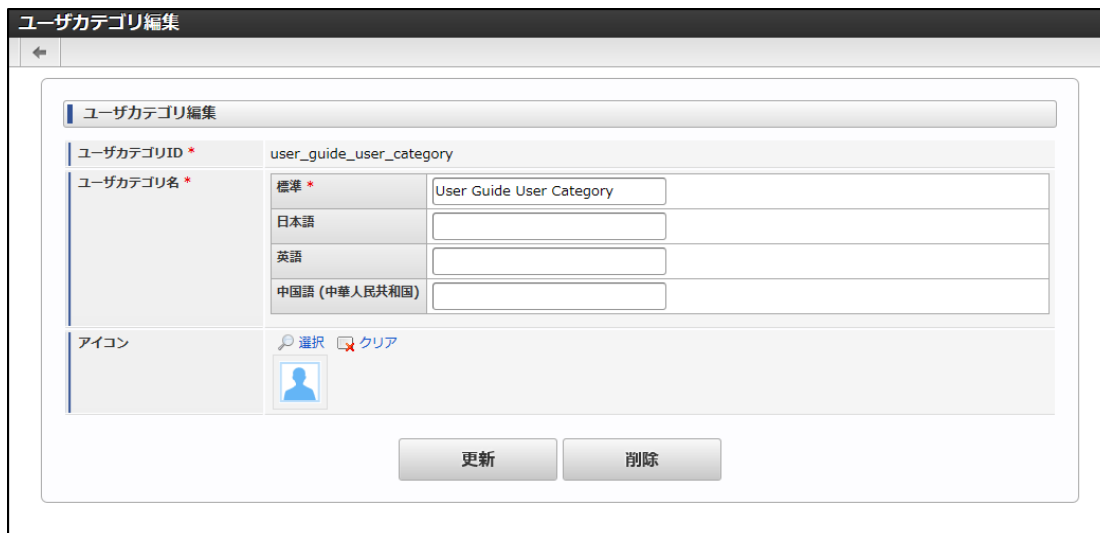 ユーザカテゴリ編集
ユーザカテゴリ編集
ユーザカテゴリID * user_guide_user_category
ユーザカテゴリ名 * 標準 * User Guide User Category
日本語
英語
中国語 (中華人民共和国)
アイコン 選択 クリア
更新 削除